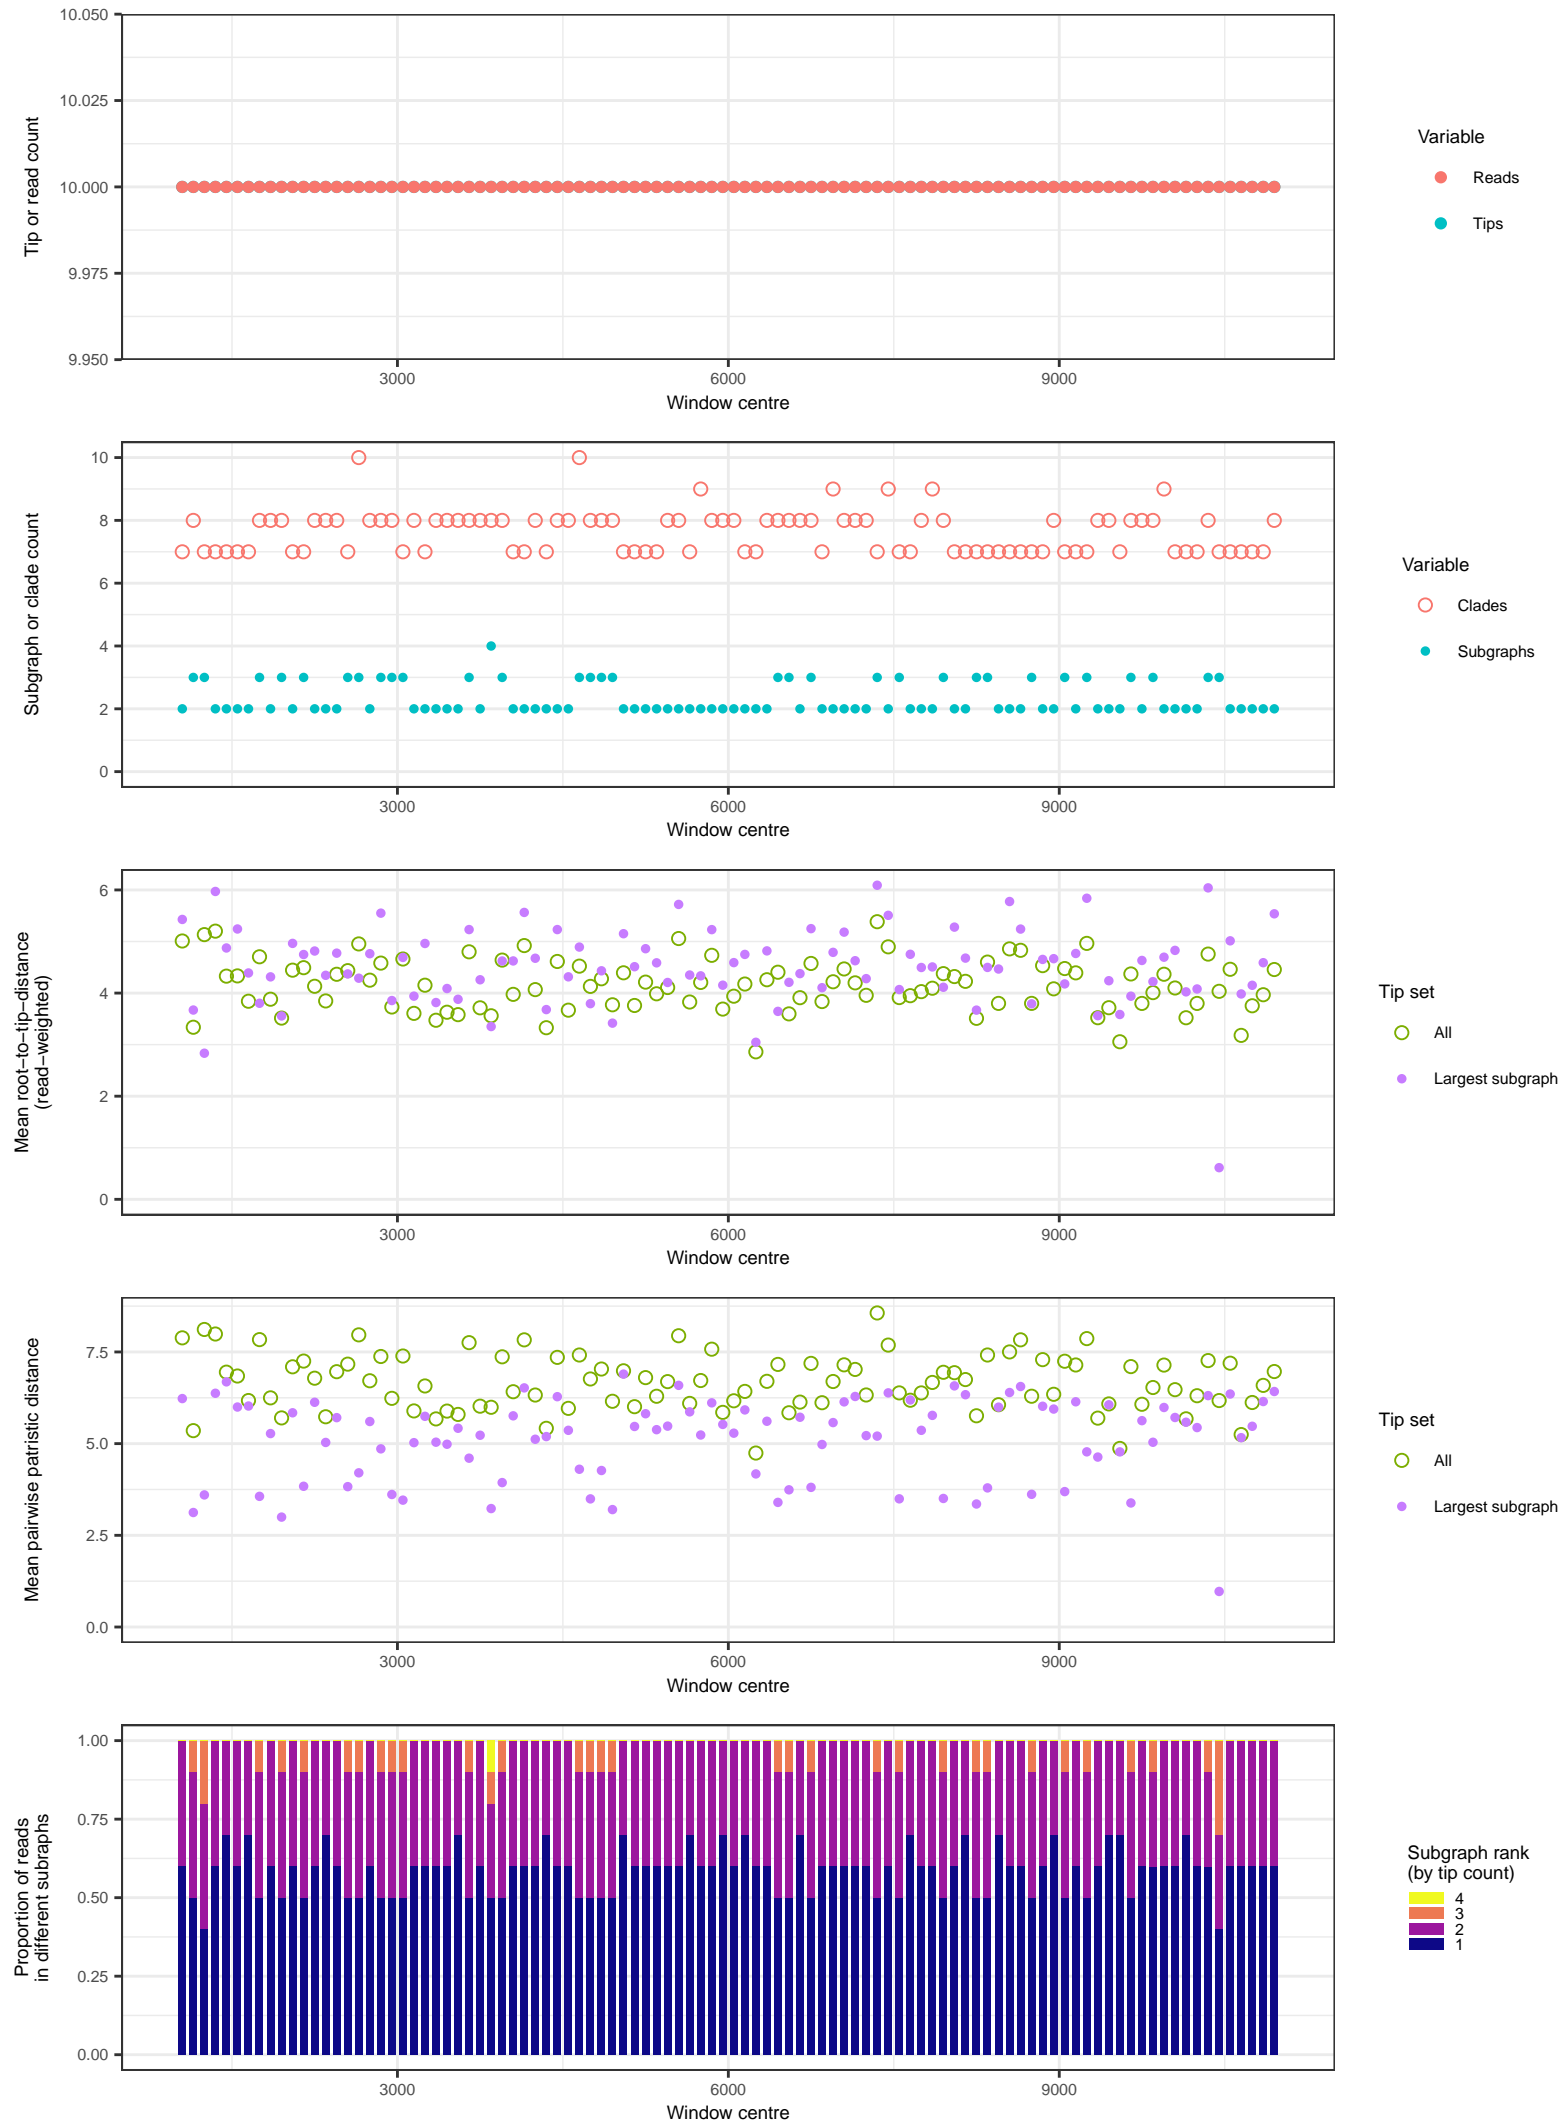 10.050
10.025
10.000
9.975
9.950
Tip or read count
3000 6000 9000
Window centre
Variable
Reads
Tips
10
8
6
4
2
0
Subgraph or clade count
3000 6000 9000
Window centre
Variable
Clades
Subgraphs
6
4
2
0
Mean root−to−tip−distance
(read−weighted)
3000 6000 9000
Window centre
Tip set
All
Largest subgraph
7.5
5.0
2.5
0.0
Mean pairwise patristic distance
3000 6000 9000
Window centre
Tip set
All
Largest subgraph
1.00
0.75
0.50
0.25
0.00
Proportion of reads
in different subraphs
3000 6000 9000
Window centre
Subgraph rank
(by tip count)
4
3
2
1